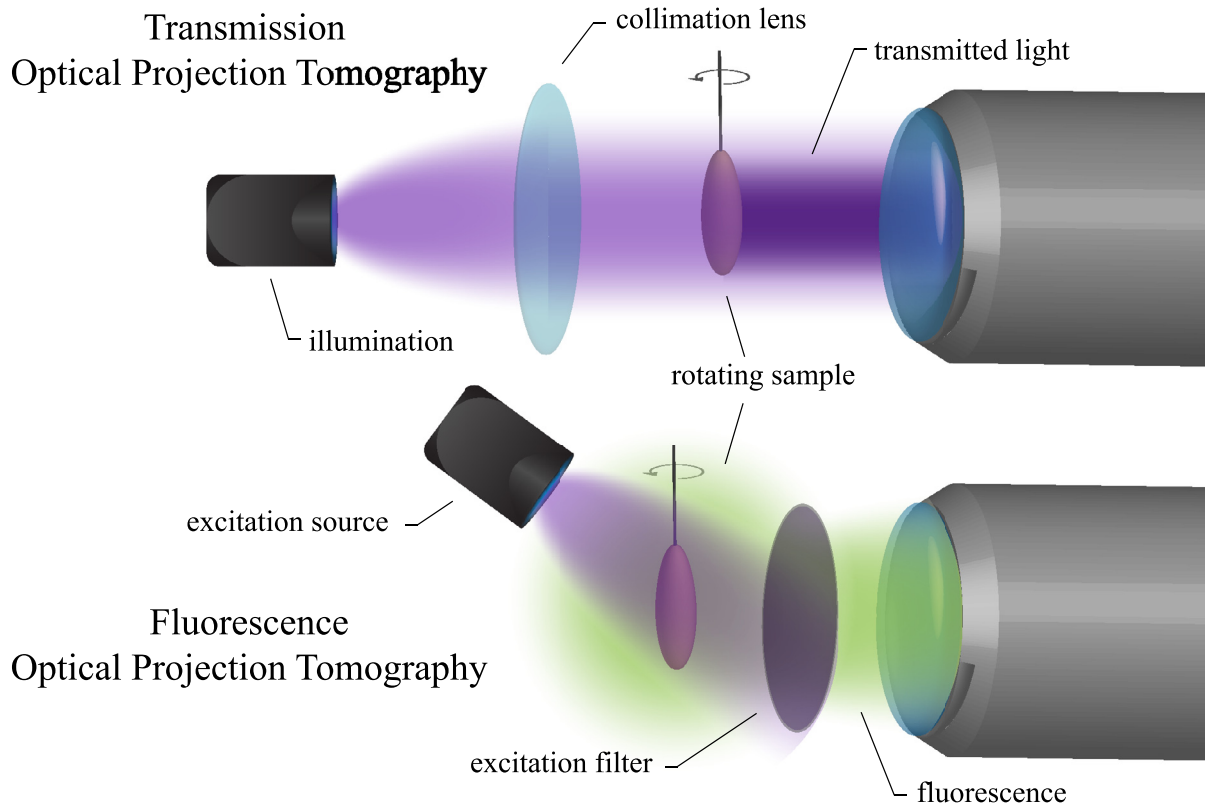 Transmission
Optical Projection Tomography
collimation lens
transmitted light
illumination
rotating sample
excitation source
Fluorescence
Optical Projection Tomography
excitation filter
fluorescence